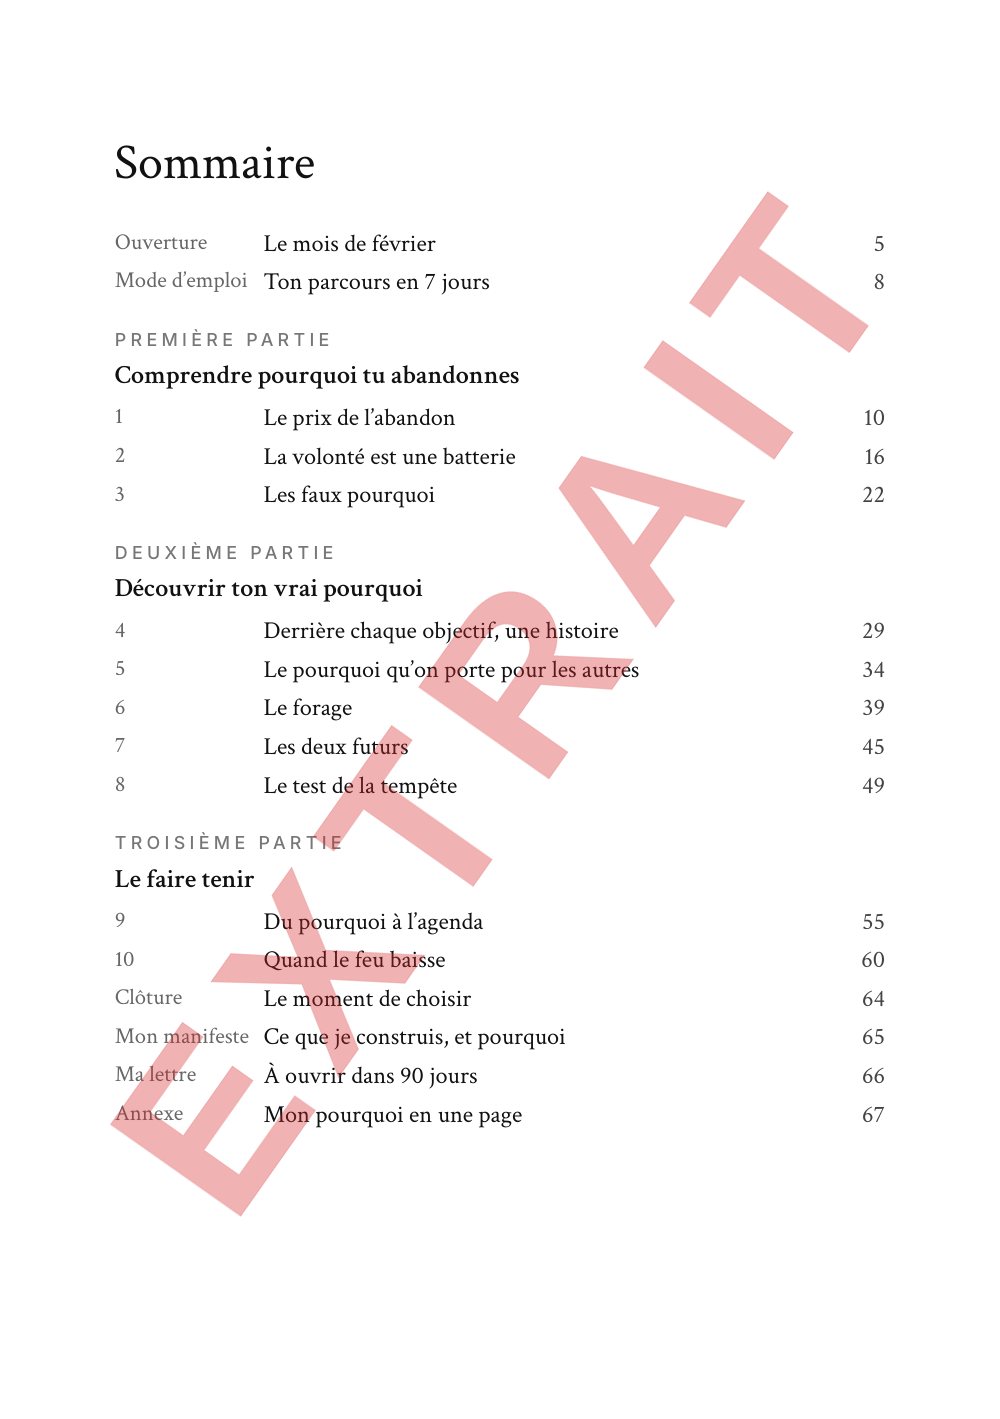 Sommaire
Ouverture Le mois de février 5
Mode d’emploi Ton parcours en 7 jours 8
PREMIÈRE PARTIE
Comprendre pourquoi tu abandonnes
1 Le prix de l’abandon 10
2 La volonté est une batterie 16
3 Les faux pourquoi 22
DEUXIÈME PARTIE
Découvrir ton vrai pourquoi
4 Derrière chaque objectif, une histoire 29
5 Le pourquoi qu’on porte pour les autres 34
6 Le forage 39
7 Les deux futurs 45
8 Le test de la tempête 49
TROISIÈME PARTIE
Le faire tenir
9 Du pourquoi à l’agenda 55
10 Quand le feu baisse 60
Clôture Le moment de choisir 64
Mon manifeste Ce que je construis, et pourquoi 65
Ma lettre À ouvrir dans 90 jours 66
Annexe Mon pourquoi en une page 67
EXTRAIT